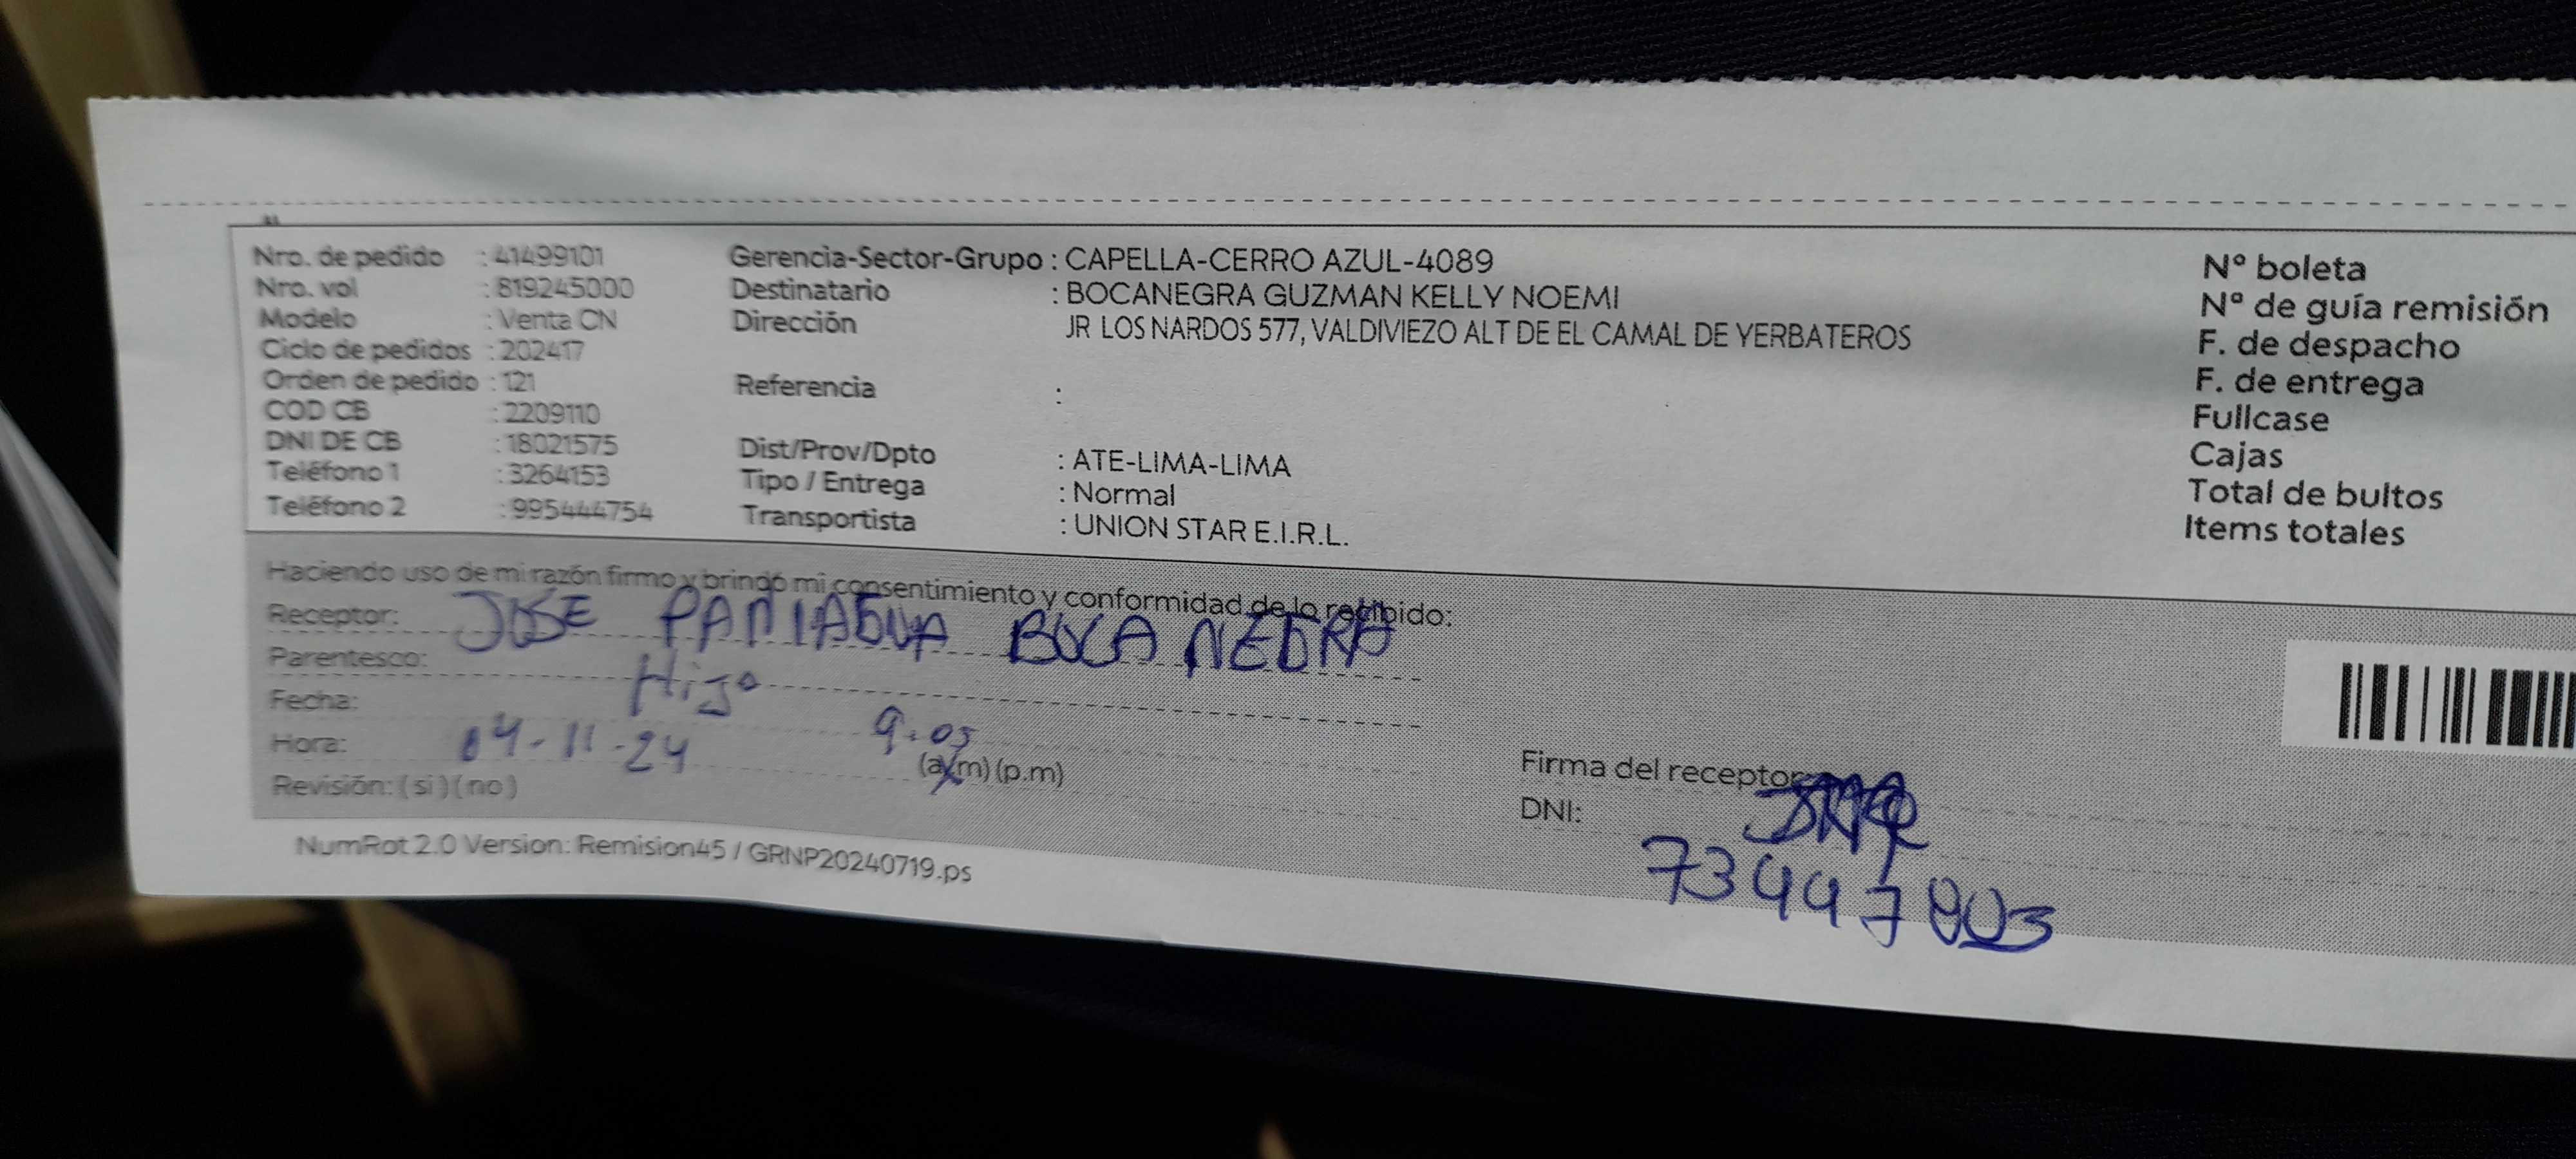 Nro. de pedido : 41499101
Nro. vol : 819245000
Modelo : Venta CN
Ciclo de pedidos : 202417
Orden de pedido : 121
COD CB : 2209110
DNI DE CB : 18021575
Teléfono 1 : 3264153
Teléfono 2 : 995444754
Gerencia-Sector-Grupo : CAPELLA-CERRO AZUL-4089
Destinatario : BOCANEGRA GUZMAN KELLY NOEMI
Dirección JR LOS NARDOS 577, VALDIVIEZO ALT DE EL CAMAL DE YERBATEROS
Referencia :
Dist/Prov/Dpto : ATE-LIMA-LIMA
Tipo / Entrega : Normal
Transportista : UNION STAR E.I.R.L.
N° boleta
N° de guía remisión
F. de despacho
F. de entrega
Fullcase
Cajas
Total de bultos
Items totales
Haciendo uso de mi razón firmo y brindo mi consentimiento y conformidad de lo recibido:
Receptor: JOSE PANIAGUA BOCANEGRA
Parentesco: Hijo
Fecha: 04-11-24
Hora: 9.05 (a.m) (p.m)
Revisión: ( si ) ( no )
Firma del receptor
DNI: 73447803
NumRot 2.0 Version: Remision45 / GRNP20240719.ps